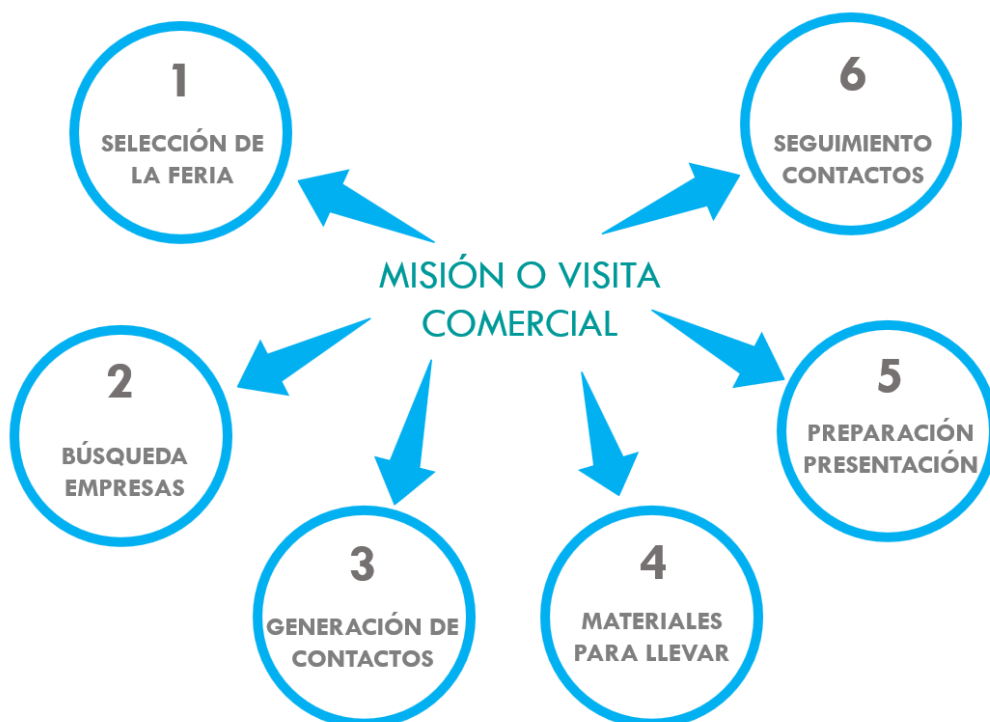 MISIÓN O VISITA
COMERCIAL
1
SELECCIÓN DE
LA FERIA
2
BÚSQUEDA
EMPRESAS
3
GENERACIÓN DE
CONTACTOS
4
MATERIALES
PARA LLEVAR
5
PREPARACIÓN
PRESENTACIÓN
6
SEGUIMIENTO
CONTACTOS